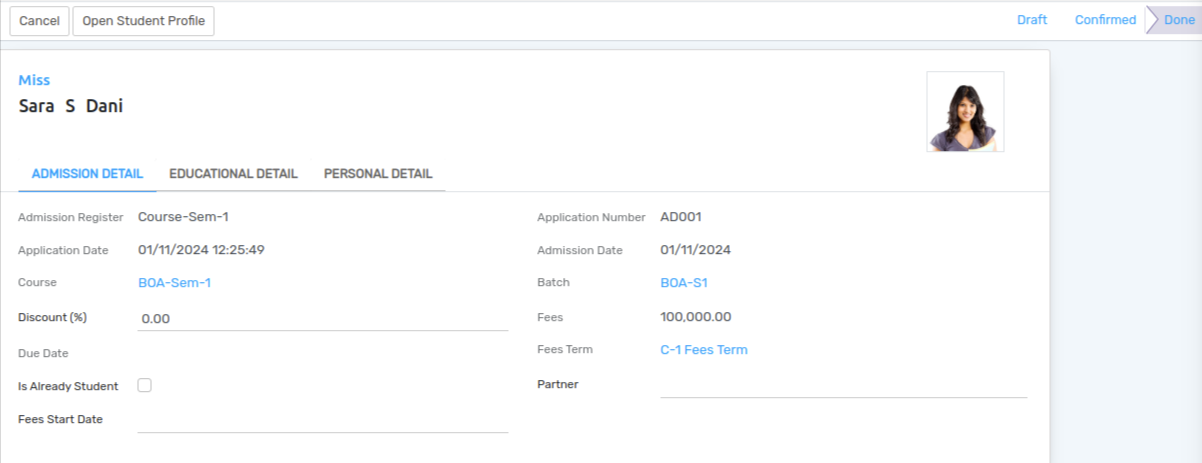 Cancel Open Student Profile Draft Confirmed Done
Miss
Sara S Dani
ADMISSION DETAIL EDUCATIONAL DETAIL PERSONAL DETAIL
Admission Register Course-Sem-1 Application Number AD001
Application Date 01/11/2024 12:25:49 Admission Date 01/11/2024
Course BOA-Sem-1 Batch BOA-S1
Discount (%) 0.00 Fees 100,000.00
Due Date Fees Term C-1 Fees Term
Is Already Student Partner
Fees Start Date